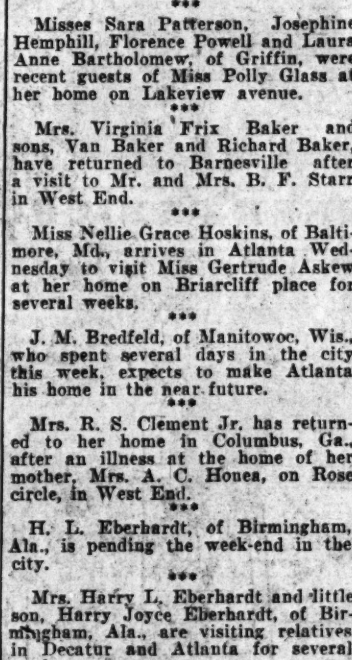 ***
Misses Sara Patterson, Josephine
Hemphill, Florence Powell and Laura
Anne Bartholomew, of Griffin, were
recent guests of Miss Polly Glass at
her home on Lakeview avenue.
***
Mrs. Virginia Frix Baker and
sons, Van Baker and Richard Baker,
have returned to Barnesville after
a visit to Mr. and Mrs. B. F. Starr
in West End.
***
Miss Nellie Grace Hoskins, of Balti-
more, Md., arrives in Atlanta Wed-
nesday to visit Miss Gertrude Askew
at her home on Briarcliff place for
several weeks.
***
J. M. Bredfeld, of Manitowoc, Wis.,
who spent several days in the city
this week, expects to make Atlanta
his home in the near future.
***
Mrs. R. S. Clement Jr. has return-
ed to her home in Columbus, Ga.,
after an illness at the home of her
mother, Mrs. A. C. Honea, on Rose
circle, in West End.
***
H. L. Eberhardt, of Birmingham,
Ala., is pending the week-end in the
city.
***
Mrs. Harry L. Eberhardt and little
son, Harry Joyce Eberhardt, of Bir-
mingham, Ala., are visiting relatives
in Decatur and Atlanta for several